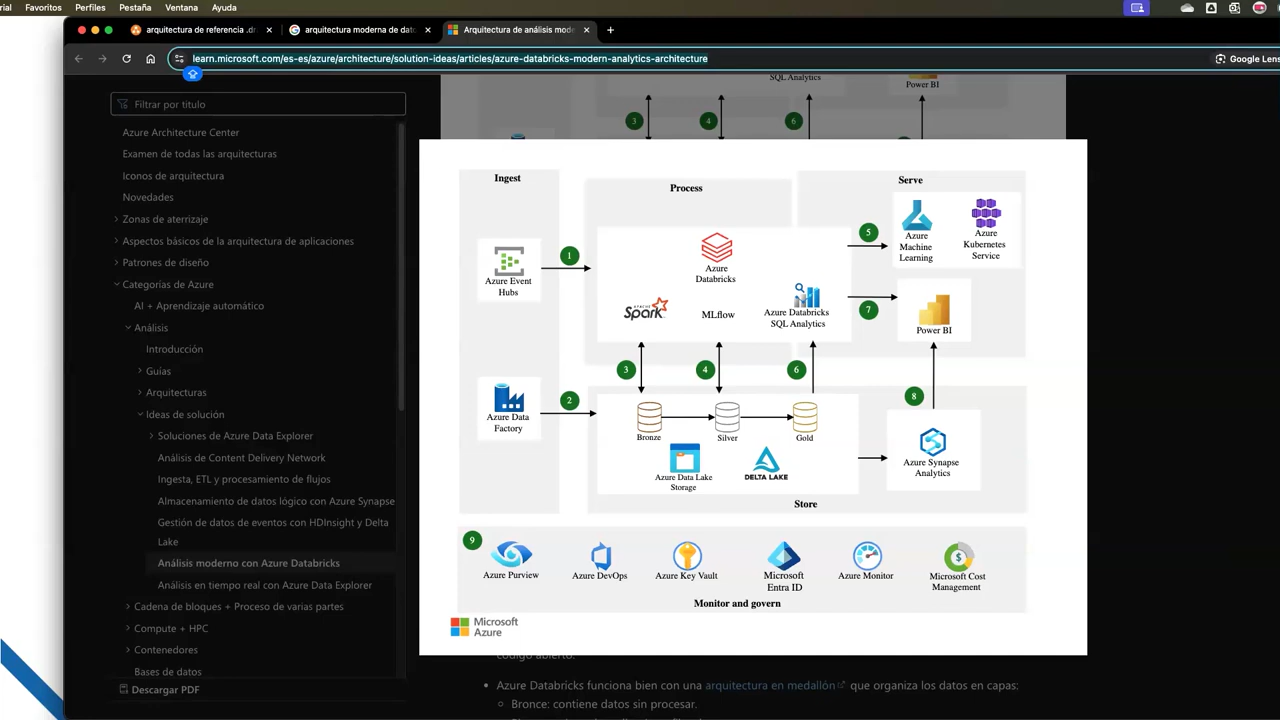 rial Favoritos Perfiles Pestaña Ventana Ayuda
arquitectura de referencia .dr
arquitectura moderna de dato
Arquitectura de análisis mode
learn.microsoft.com/es-es/azure/architecture/solution-ideas/articles/azure-databricks-modern-analytics-architecture
Google Lens
Filtrar por título
Azure Architecture Center
Examen de todas las arquitecturas
Iconos de arquitectura
Novedades
Zonas de aterrizaje
Aspectos básicos de la arquitectura de aplicaciones
Patrones de diseño
Categorías de Azure
AI + Aprendizaje automático
Análisis
Introducción
Guías
Arquitecturas
Ideas de solución
Soluciones de Azure Data Explorer
Análisis de Content Delivery Network
Ingesta, ETL y procesamiento de flujos
Almacenamiento de datos lógico con Azure Synapse
Gestión de datos de eventos con HDInsight y Delta
Lake
Análisis moderno con Azure Databricks
Análisis en tiempo real con Azure Data Explorer
Cadena de bloques + Proceso de varias partes
Compute + HPC
Contenedores
Bases de datos
Descargar PDF
SQL Analytics
Power BI
3
4
6
Ingest
Process
Serve
Azure Event
Hubs
1
Azure
Databricks
APACHE
Spark
MLflow
Azure Databricks
SQL Analytics
5
Azure
Machine
Learning
Azure
Kubernetes
Service
7
Power BI
3
4
6
8
Azure Data
Factory
2
Bronze
Silver
Gold
Azure Data Lake
Storage
DELTA LAKE
Azure Synapse
Analytics
Store
9
Azure Purview
Azure DevOps
Azure Key Vault
Microsoft
Entra ID
Azure Monitor
Microsoft Cost
Management
Monitor and govern
Microsoft
Azure
código abierto.
Azure Databricks funciona bien con una arquitectura en medallón que organiza los datos en capas:
Bronce: contiene datos sin procesar.